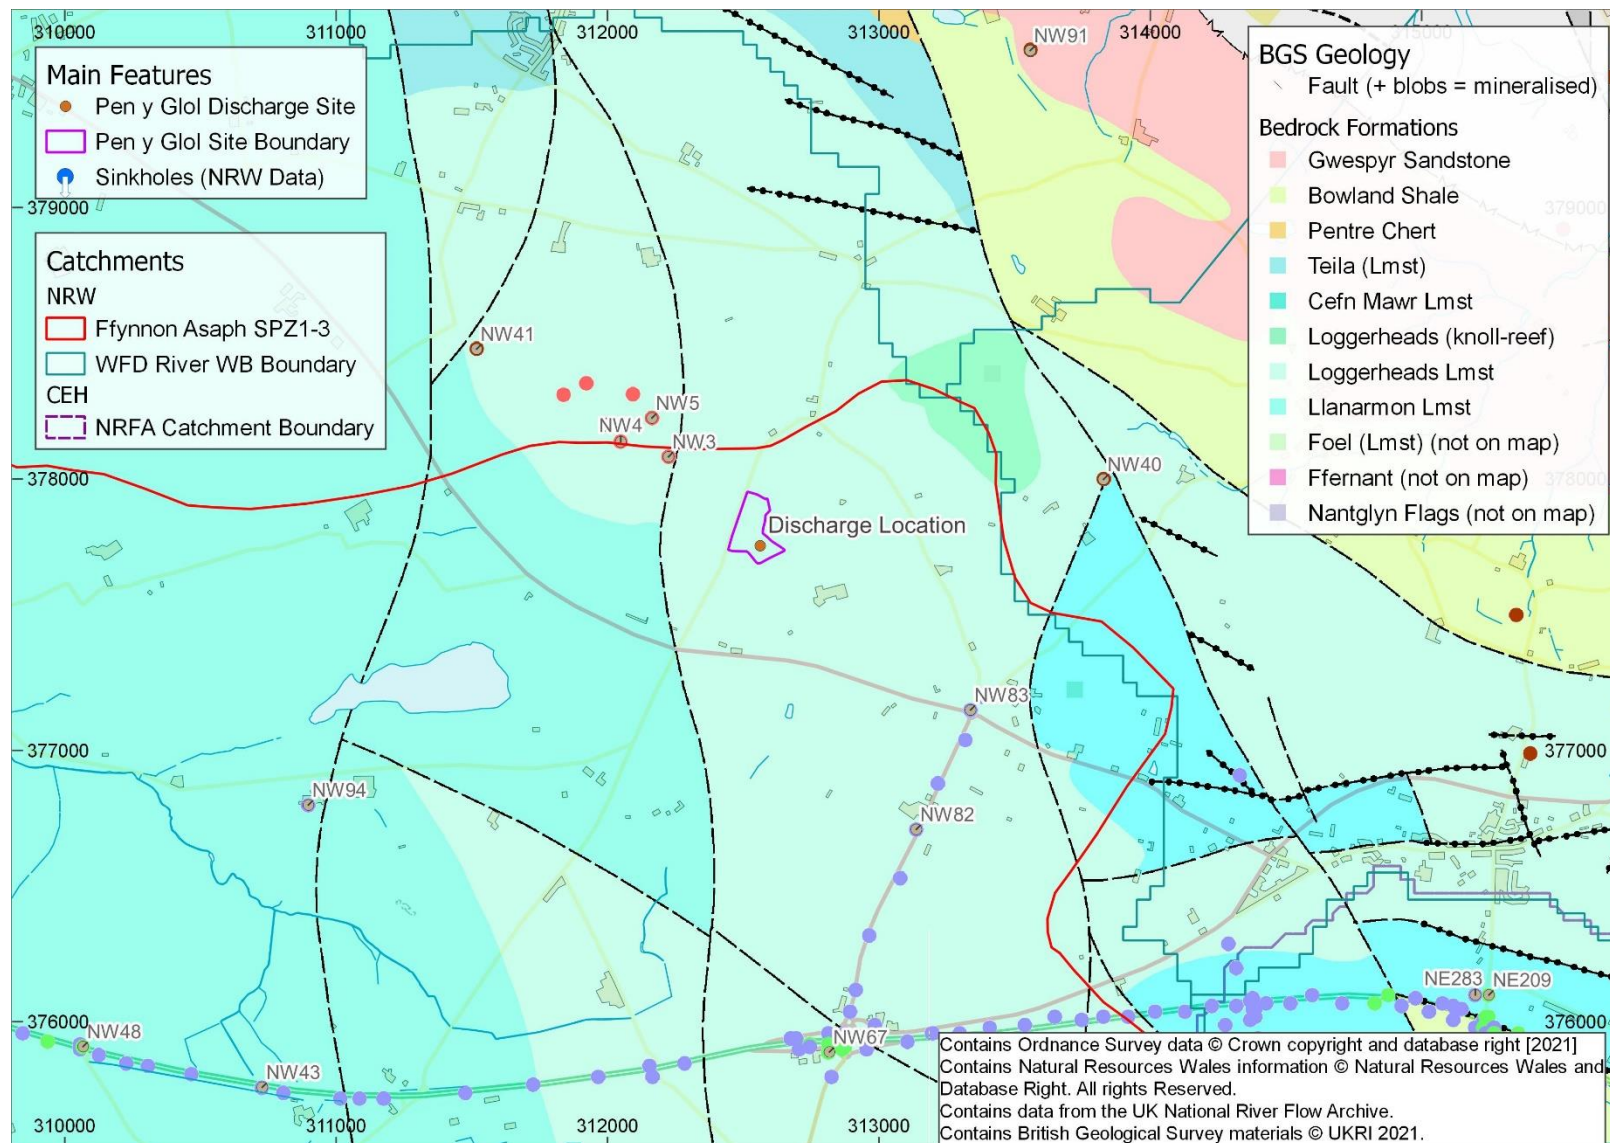 310000
311000
312000
313000
314000
315000
Main Features
Pen y Glol Discharge Site
Pen y Glol Site Boundary
Sinkholes (NRW Data)
379000
Catchments
NRW
Ffynnon Asaph SPZ1-3
WFD River WB Boundary
CEH
NRFA Catchment Boundary
BGS Geology
Fault (+ blobs = mineralised)
Bedrock Formations
Gwespyr Sandstone
Bowland Shale
Pentre Chert
Teila (Lmst)
Cefn Mawr Lmst
Loggerheads (knoll-reef)
Loggerheads Lmst
Llanarmon Lmst
Foel (Lmst) (not on map)
Ffernant (not on map)
Nantglyn Flags (not on map)
379000
378000
NW91
NW41
NW5
NW4
NW3
NW40
378000
Discharge Location
NW83
377000
377000
NW94
NW82
NE283
NE209
376000
376000
NW48
NW67
NW43
Contains Ordnance Survey data © Crown copyright and database right [2021]
Contains Natural Resources Wales information © Natural Resources Wales and
Database Right. All rights Reserved.
Contains data from the UK National River Flow Archive.
Contains British Geological Survey materials © UKRI 2021.
310000
311000
312000
313000